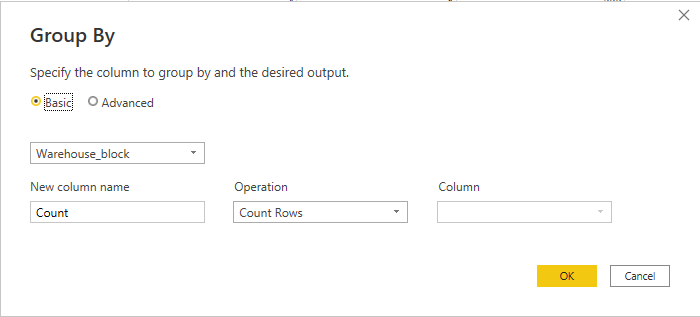 Group By
Specify the column to group by and the desired output.
Basic Advanced
Warehouse_block
New column name Operation Column
Count Count Rows
OK Cancel